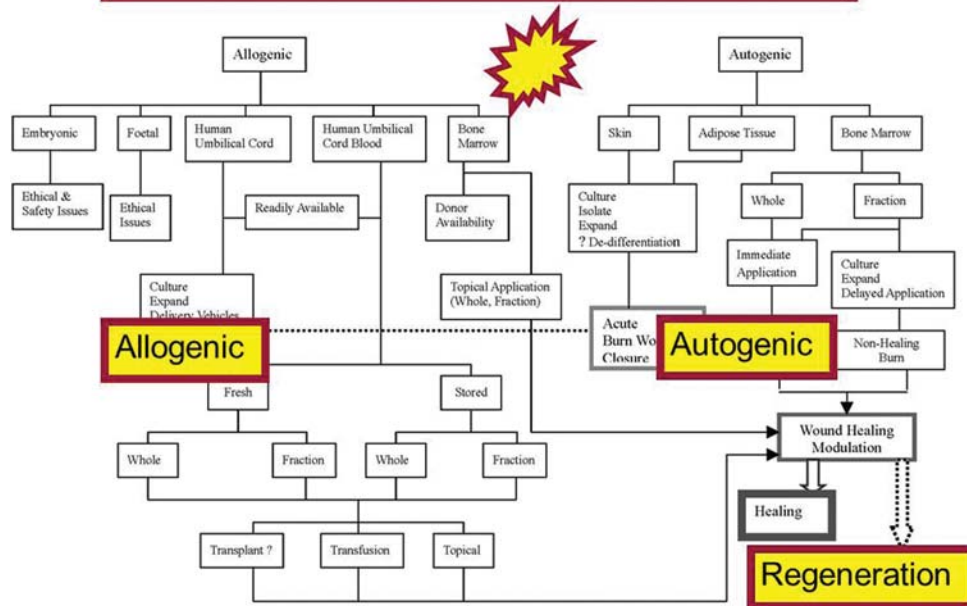 Allogenic
Autogenic
Embryonic
Foetal
Human
Umbilical Cord
Human Umbilical
Cord Blood
Bone
Marrow
Skin
Adipose Tissue
Bone Marrow
Ethical &
Safety Issues
Ethical
Issues
Readily Available
Donor
Availability
Culture
Isolate
Expand
? De-differentiation
Whole
Fraction
Immediate
Application
Culture
Expand
Delayed Application
Culture
Expand
Delivery Vehicles
Topical Application
(Whole, Fraction)
Allogenic
Acute
Burn Wo
Closure
Autogenic
Non-Healing
Burn
Fresh
Stored
Whole
Fraction
Whole
Fraction
Wound Healing
Modulation
Healing
Transplant ?
Transfusion
Topical
Regeneration